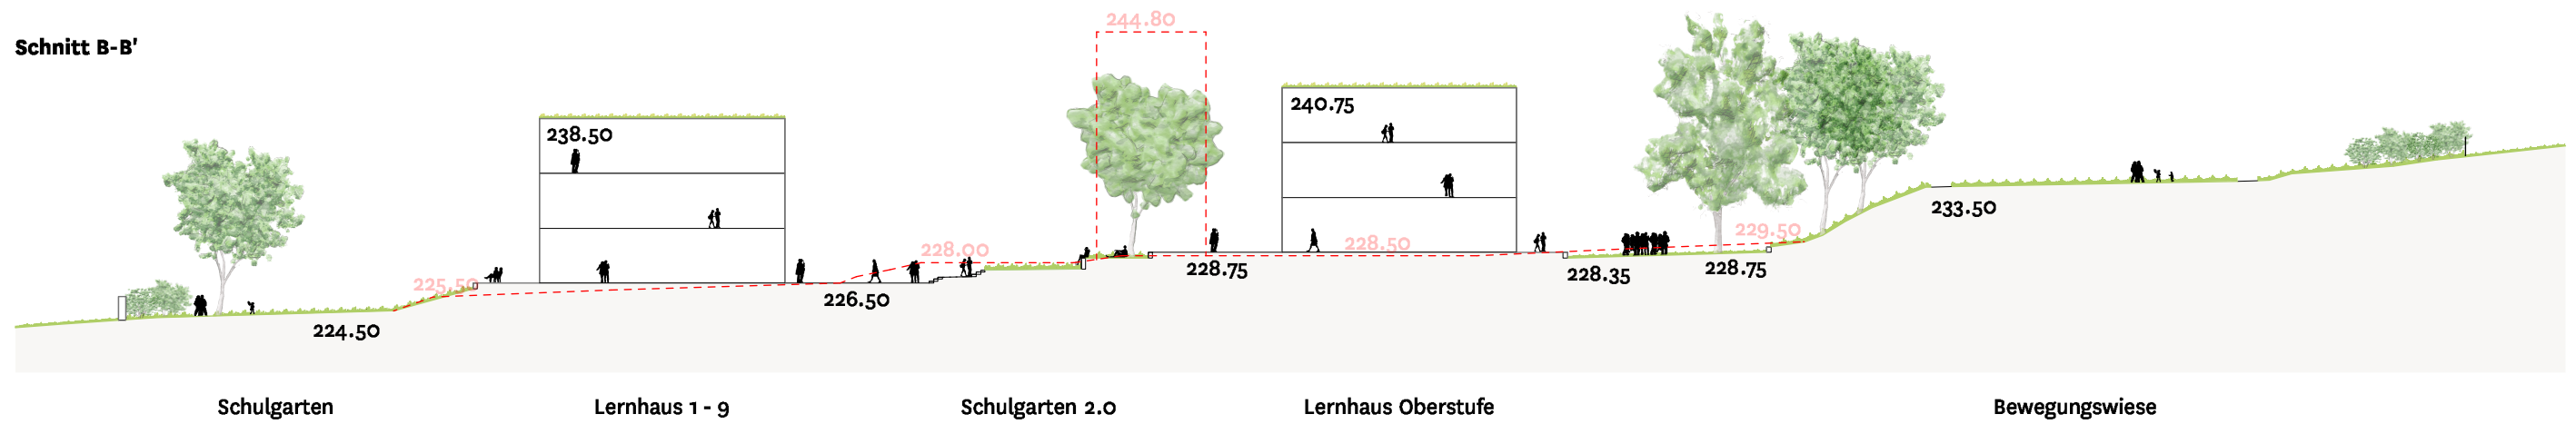 244.80
Schnitt B-B'
240.75
238.50
233.50
229.50
228.50
228.00
228.75
228.35
228.75
225.50
226.50
224.50
Schulgarten
Lernhaus 1 - 9
Schulgarten 2.0
Lernhaus Oberstufe
Bewegungswiese